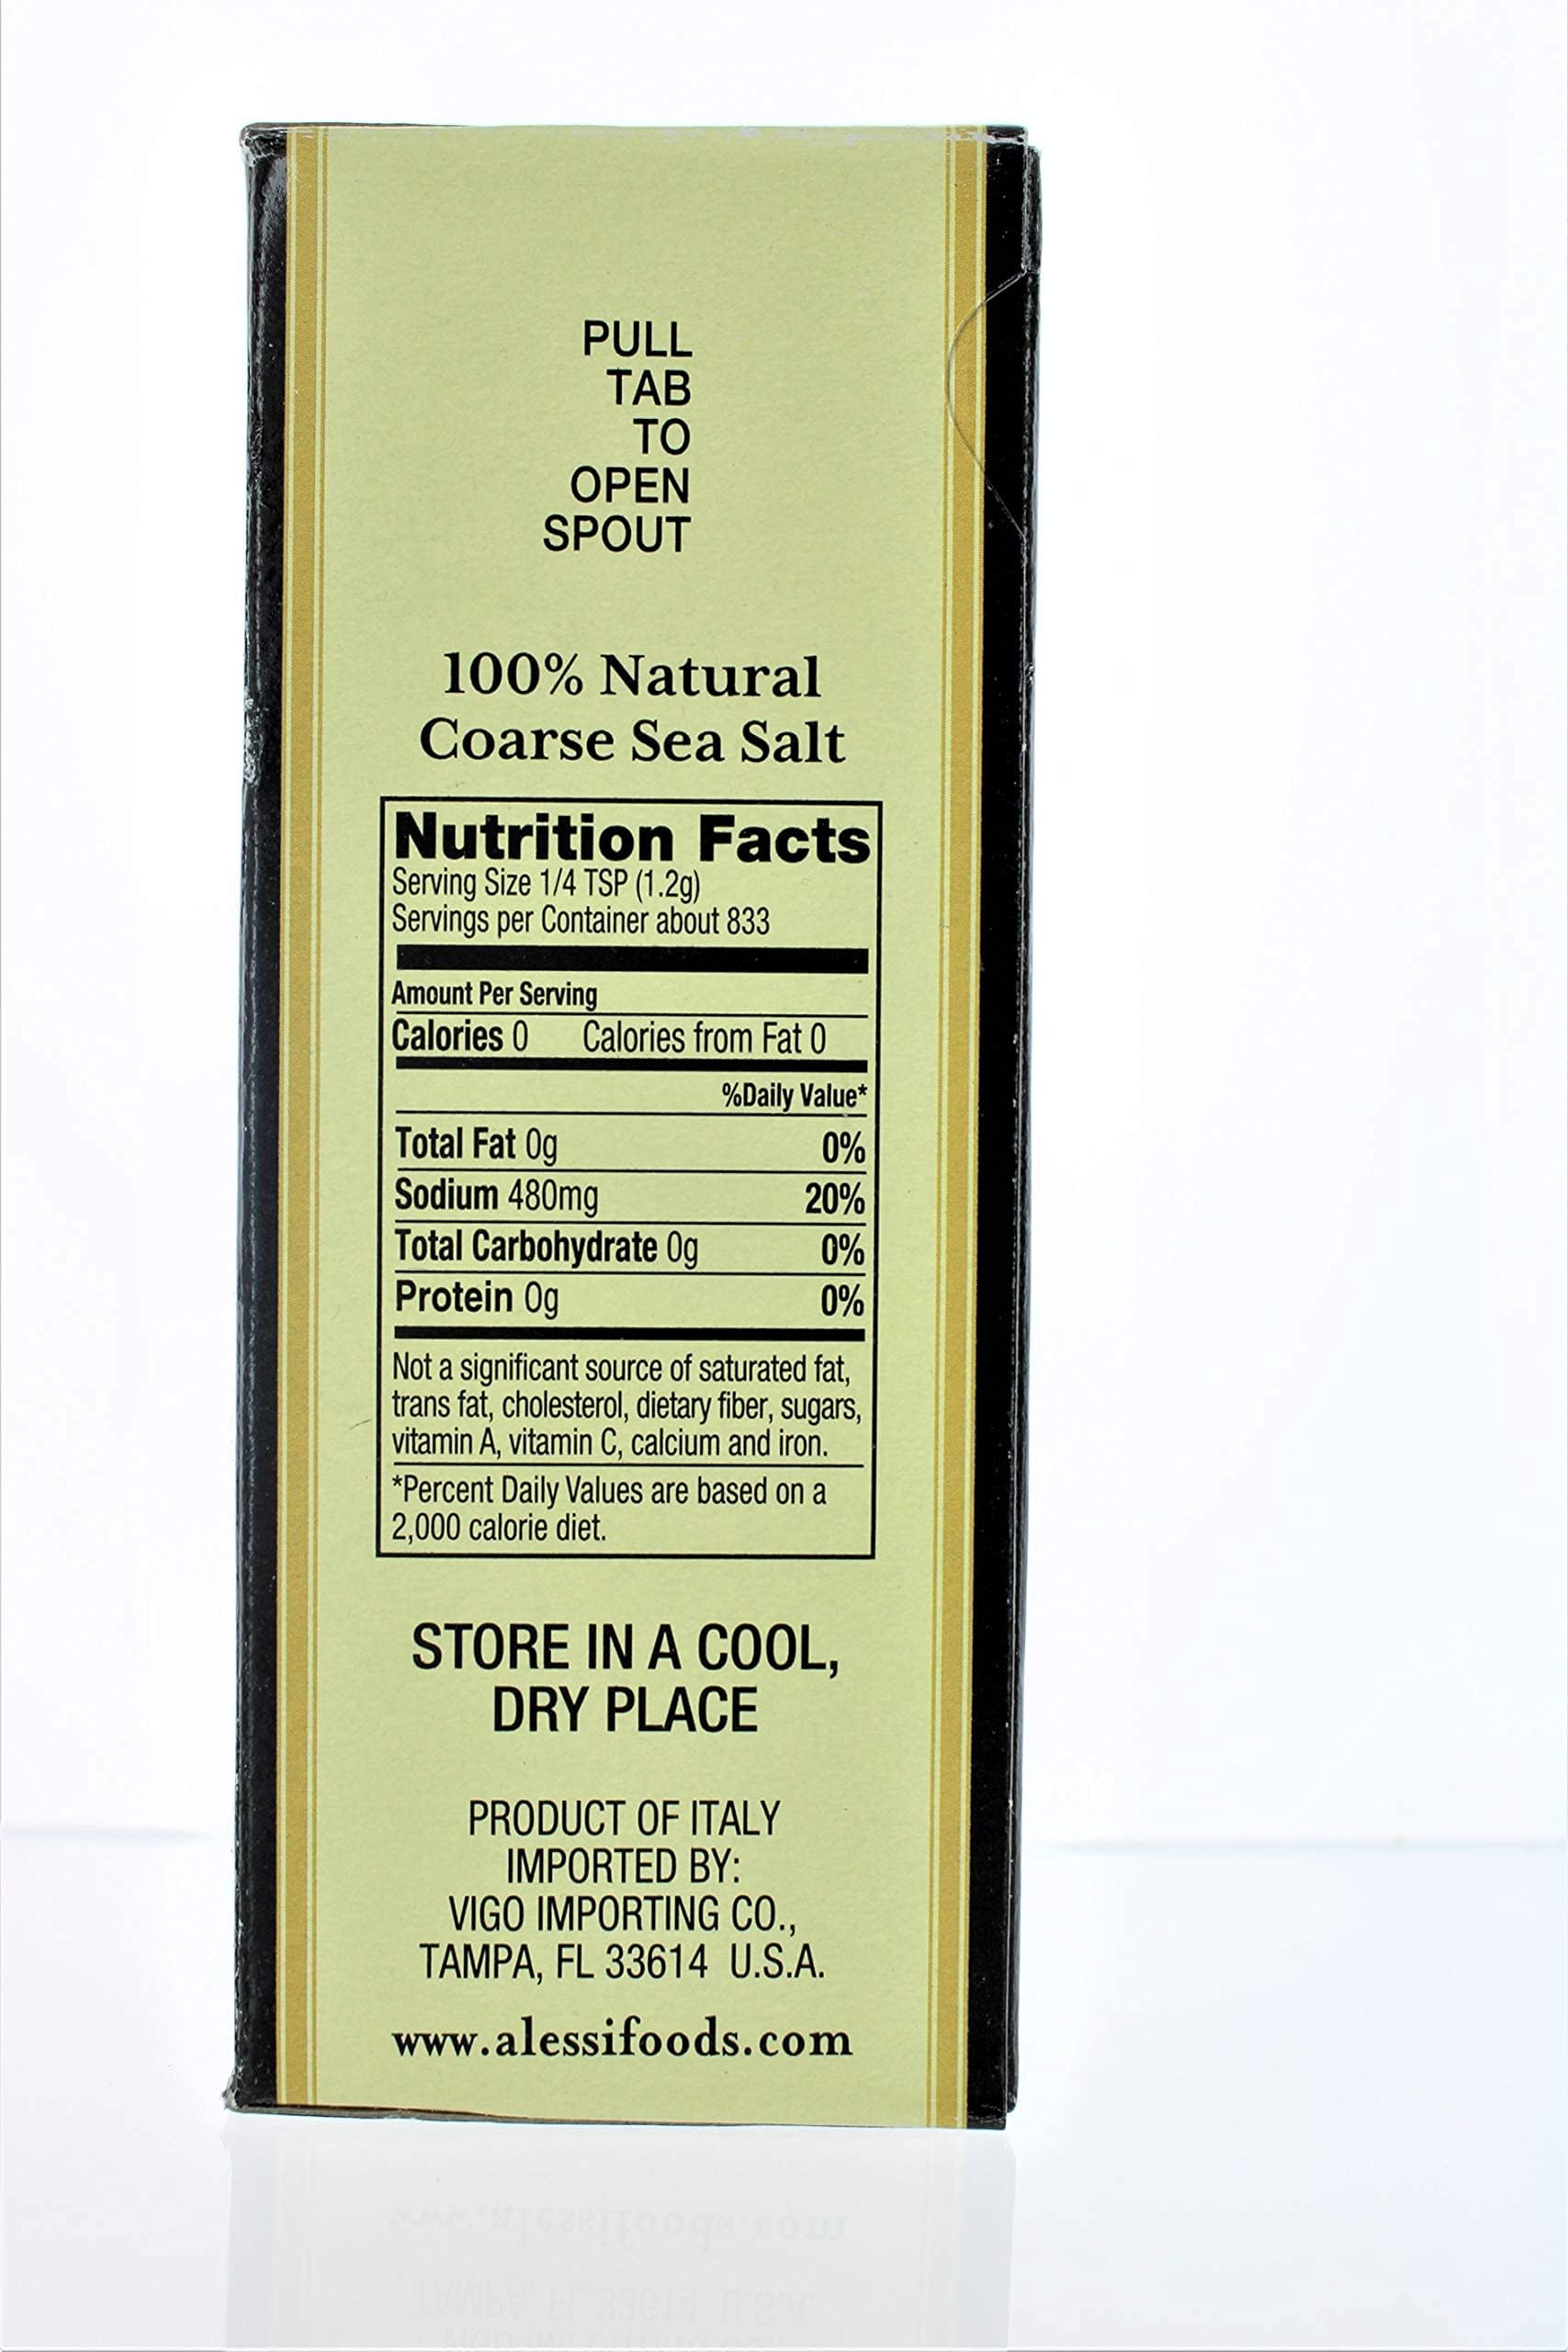 PULL
TAB
TO
OPEN
SPOUT
100% Natural
Coarse Sea Salt
Nutrition Facts
Serving Size 1/4 TSP (1.2g)
Servings per Container about 833
Amount Per Serving
Calories 0 Calories from Fat 0
%Daily Value*
Total Fat 0g 0%
Sodium 480mg 20%
Total Carbohydrate 0g 0%
Protein 0g 0%
Not a significant source of saturated fat,
trans fat, cholesterol, dietary fiber, sugars,
vitamin A, vitamin C, calcium and iron.
*Percent Daily Values are based on a
2,000 calorie diet.
STORE IN A COOL,
DRY PLACE
PRODUCT OF ITALY
IMPORTED BY:
VIGO IMPORTING CO.,
TAMPA, FL 33614 U.S.A.
www.alessifoods.com